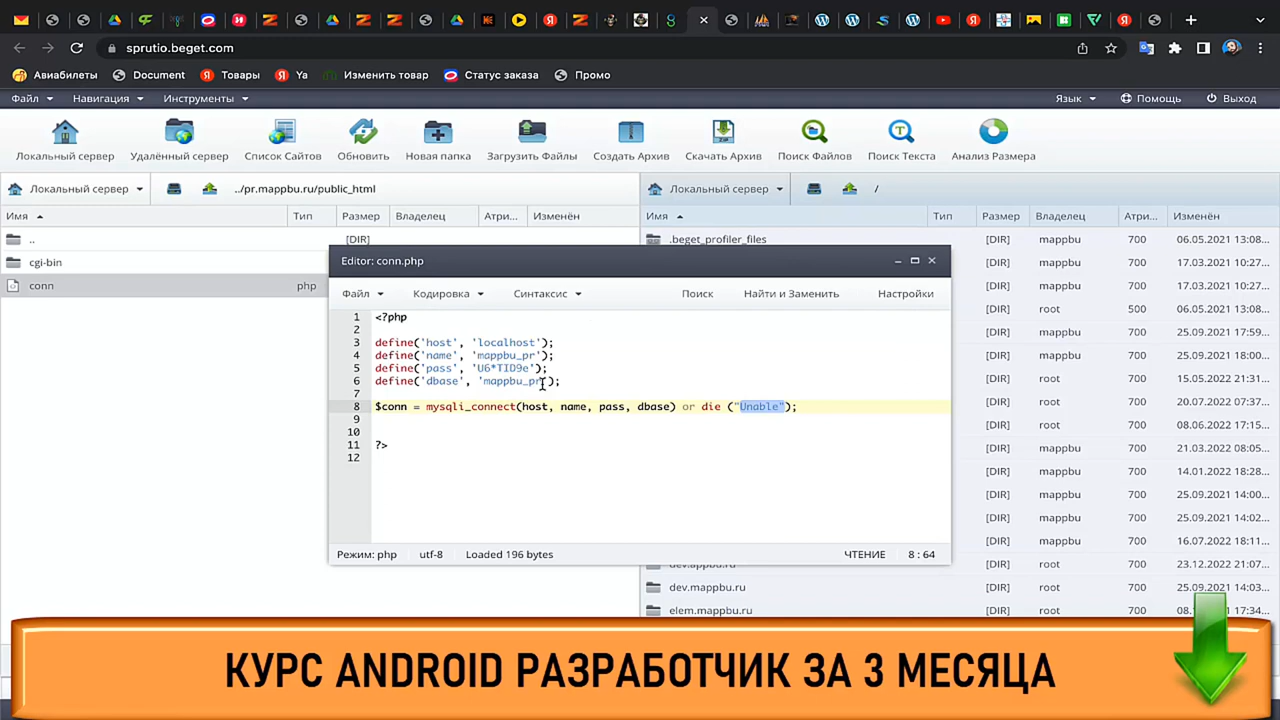 sprutio.beget.com
Авиабилеты Document Товары Ya Изменить товар Статус заказа Промо
Файл Навигация Инструменты Язык Помощь Выход
Локальный сервер Удалённый сервер Список Сайтов Обновить Новая папка Загрузить Файлы Создать Архив Скачать Архив Поиск Файлов Поиск Текста Анализ Размера
Локальный сервер ../pr.mappbu.ru/public_html Локальный сервер /
Имя Тип Размер Владелец Атри... Изменён Имя Тип Размер Владелец Атри... Изменён
.. [DIR] .beget_profiler_files [DIR] mappbu 700 06.05.2021 13:08...
cgi-bin [DIR] mappbu 700 17.03.2021 10:27...
conn php [DIR] mappbu 700 17.03.2021 10:27...
[DIR] root 500 06.05.2021 13:08...
[DIR] mappbu 700 25.09.2021 17:59...
[DIR] mappbu 700 06.05.2021 13:08...
[DIR] root 700 15.05.2022 21:31...
[DIR] mappbu 700 25.09.2021 14:00...
[DIR] root 700 08.06.2022 17:15...
[DIR] mappbu 700 21.03.2021 08:05...
[DIR] mappbu 700 14.01.2022 18:28...
[DIR] mappbu 700 25.09.2021 14:00...
[DIR] mappbu 700 25.09.2021 14:02...
[DIR] mappbu 700 16.07.2022 18:11...
dev.appbu.ru [DIR] root 700 23.12.2022 21:07...
dev.mappbu.ru [DIR] root 700 25.09.2021 14:03...
elem.mappbu.ru [DIR] root 700
Editor: conn.php
Файл Кодировка Синтаксис Поиск Найти и Заменить Настройки
1 <?php
2
3 define('host', 'localhost');
4 define('name', 'mappbu_pr');
5 define('pass', 'U6*TID9e');
6 define('dbase', 'mappbu_pr');
7
8 $conn = mysqli_connect(host, name, pass, dbase) or die ("Unable");
9
10
11 ?>
12
Режим: php utf-8 Loaded 196 bytes ЧТЕНИЕ 8 : 64
КУРС ANDROID РАЗРАБОТЧИК ЗА 3 МЕСЯЦА